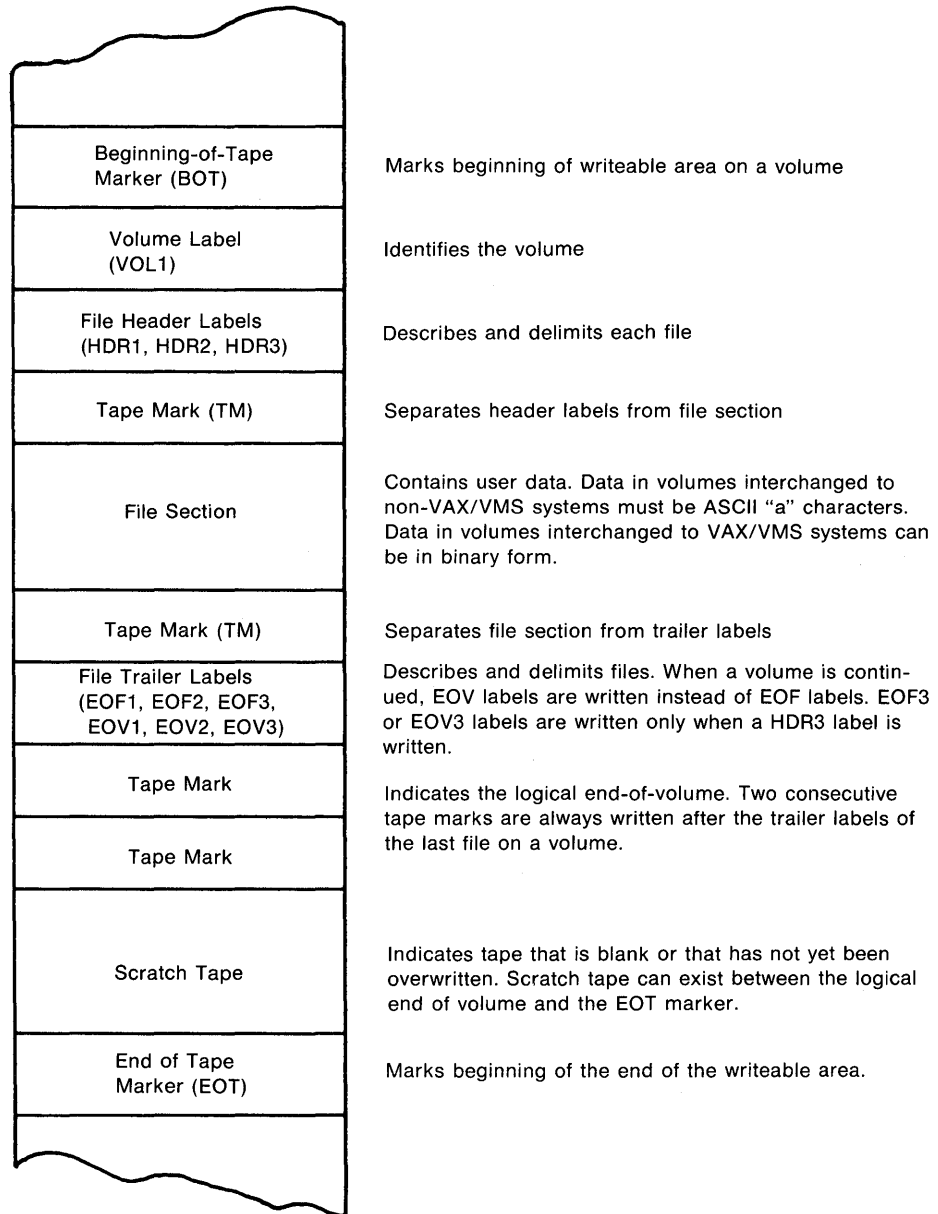 Beginning-of-Tape
Marker (BOT)
Marks beginning of writeable area on a volume
Volume Label
(VOL1)
Identifies the volume
File Header Labels
(HDR1, HDR2, HDR3)
Describes and delimits each file
Tape Mark (TM)
Separates header labels from file section
File Section
Contains user data. Data in volumes interchanged to
non-VAX/VMS systems must be ASCII “a” characters.
Data in volumes interchanged to VAX/VMS systems can
be in binary form.
Tape Mark (TM)
Separates file section from trailer labels
File Trailer Labels
(EOF1, EOF2, EOF3,
EOV1, EOV2, EOV3)
Describes and delimits files. When a volume is contin-
ued, EOV labels are written instead of EOF labels. EOF3
or EOV3 labels are written only when a HDR3 label is
written.
Tape Mark
Tape Mark
Indicates the logical end-of-volume. Two consecutive
tape marks are always written after the trailer labels of
the last file on a volume.
Scratch Tape
Indicates tape that is blank or that has not yet been
overwritten. Scratch tape can exist between the logical
end of volume and the EOT marker.
End of Tape
Marker (EOT)
Marks beginning of the end of the writeable area.